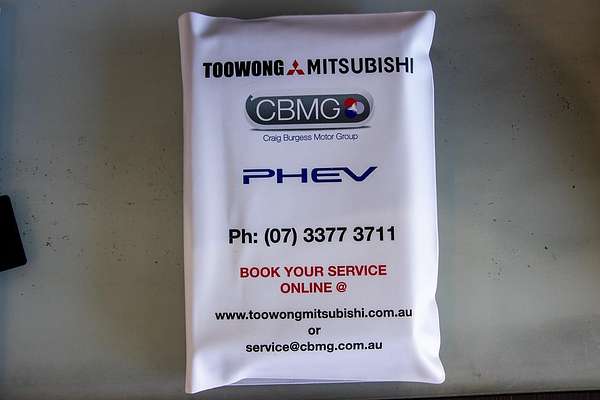 TOOWONG MITSUBISHI
CBMG
Craig Burgess Motor Group
PHEV
Ph: (07) 3377 3711
BOOK YOUR SERVICE
ONLINE @
www.toowongmitsubishi.com.au
or
service@cbmg.com.au